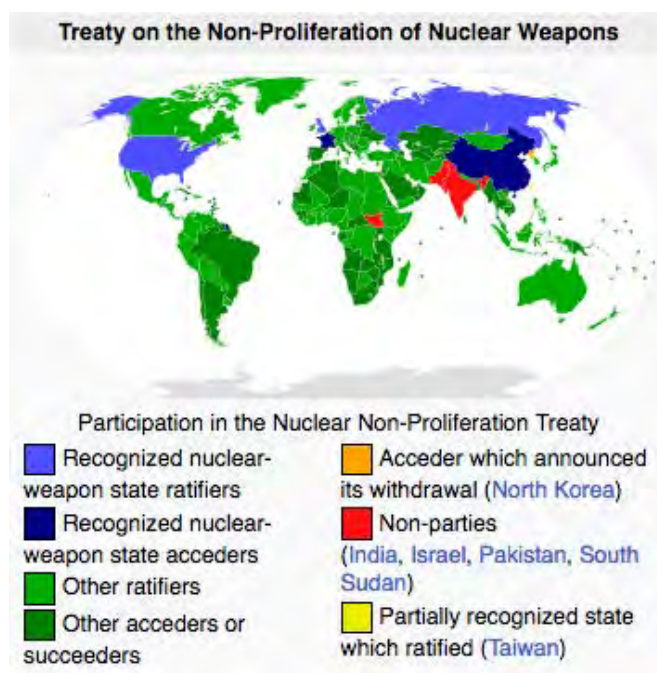 Treaty on the Non-Proliferation of Nuclear Weapons
Participation in the Nuclear Non-Proliferation Treaty
Recognized nuclear-
weapon state ratifiers
Recognized nuclear-
weapon state acceders
Other ratifiers
Other acceders or
succeeders
Acceder which announced
its withdrawal (North Korea)
Non-parties
(India, Israel, Pakistan, South
Sudan)
Partially recognized state
which ratified (Taiwan)